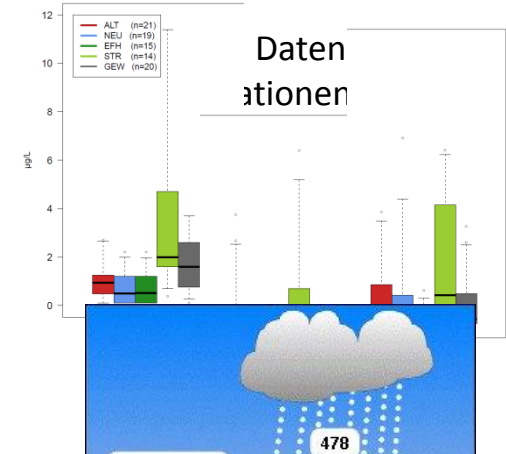 12
10
8
6
4
2
0
µg/L
ALT (n=21)
NEU (n=19)
EFH (n=15)
STR (n=14)
GEW (n=20)
Daten
ationen
478